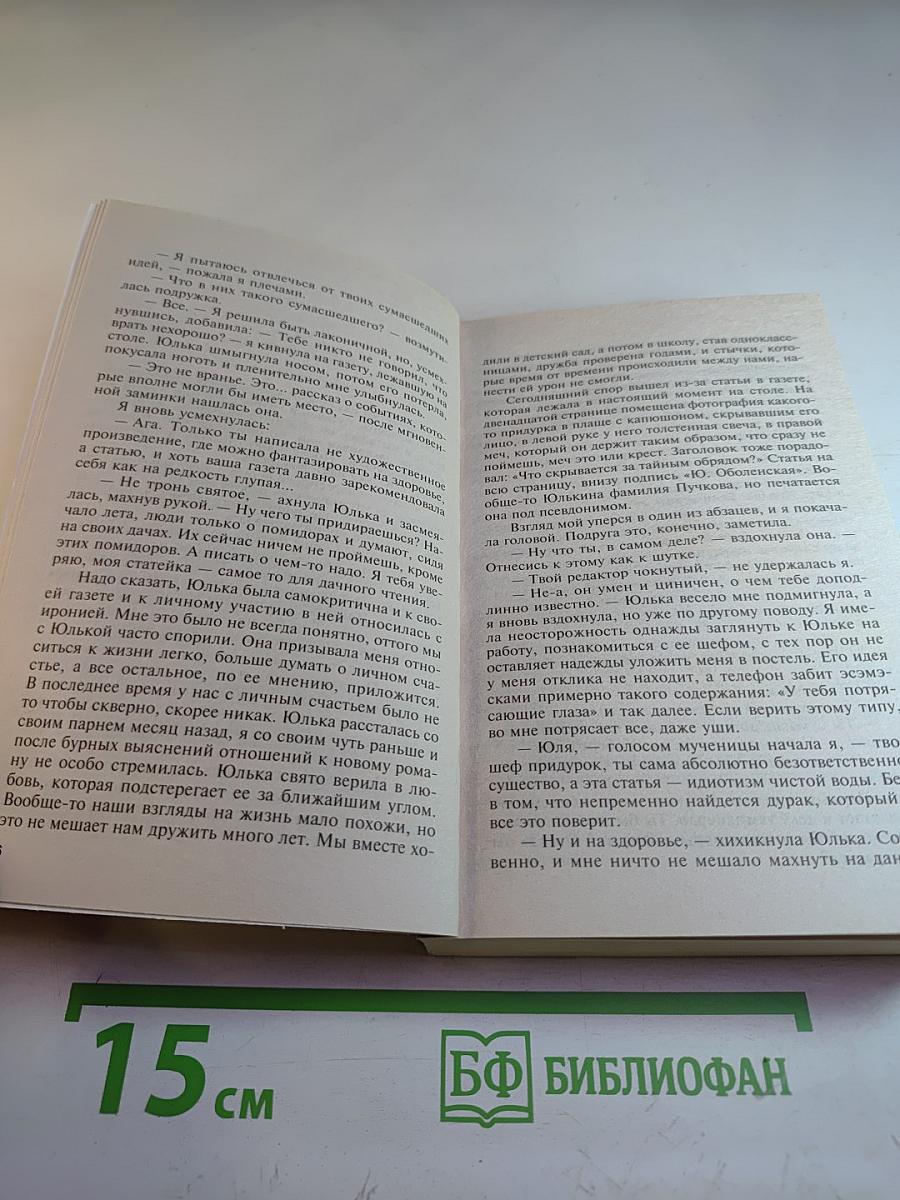 — Я пытаюсь отвлечься от твоих сумасшедших
идей, — пожала я плечами.
— Что в них такого сумасшедшего? — возмути-
лась подружка.
— Все. — Я решила быть лаконичной, но, усмех-
нувшись, добавила: — Тебе никто не говорил, что
врать нехорошо? — я кивнула на газету, лежавшую на
столе. Юлька шмыгнула носом, потом его потерла,
покусала ноготь и пленительно мне улыбнулась.
— Это не вранье. Это... рассказ о событиях, кото-
рые вполне могли бы иметь место, — после мгновен-
ной заминки нашлась она.
Я вновь усмехнулась:
— Ага. Только ты написала не художественное
произведение, где можно фантазировать на здоровье,
а статью, и хоть ваша газета давно зарекомендовала
себя как на редкость глупая...
— Не тронь святое, — ахнула Юлька и засмея-
лась, махнув рукой. — Ну чего ты придираешься? На-
чало лета, люди только о помидорах и думают, сидя
на своих дачах. Их сейчас ничем не проймешь, кроме
этих помидоров. А писать о чем-то надо. Я тебя уве-
ряю, моя статейка — самое то для дачного чтения.
Надо сказать, Юлька была самокритична и к сво-
ей газете и к личному участию в ней относилась с
иронией. Мне это было не всегда понятно, оттого мы
с Юлькой часто спорили. Она призывала меня отно-
ситься к жизни легко, больше думать о личном сча-
стье, а все остальное, по ее мнению, приложится.
В последнее время у нас с личным счастьем было не
то чтобы скверно, скорее никак. Юлька рассталась со
своим парнем месяц назад, я со своим чуть раньше и
после бурных выяснений отношений к новому рома-
ну не особо стремилась. Юлька свято верила в лю-
бовь, которая подстерегает ее за ближайшим углом.
Вообще-то наши взгляды на жизнь мало похожи, но
это не мешает нам дружить много лет. Мы вместе хо-
6
дили в детский сад, а потом в школу, став одноклас-
сницами, дружба проверена годами, и стычки, кото-
рые время от времени происходили между нами, на-
нести ей урон не смогли.
Сегодняшний спор вышел из-за статьи в газете,
которая лежала в настоящий момент на столе. На
двенадцатой странице помещена фотография какого-
то придурка в плаще с капюшоном, скрывавшим его
лицо, в левой руке у него толстенная свеча, в правой
меч, который он держит таким образом, что сразу не
поймешь, меч это или крест. Заголовок тоже порадо-
вал: «Что скрывается за тайным обрядом?» Статья на
всю страницу, внизу подпись «Ю. Оболенская». Во-
обще-то Юлькина фамилия Пучкова, но печатается
она под псевдонимом.
Взгляд мой уперся в один из абзацев, и я покача-
ла головой. Подруга это, конечно, заметила.
— Ну что ты, в самом деле? — вздохнула она. —
Отнесись к этому как к шутке.
— Твой редактор чокнутый, — не удержалась я.
— Не-а, он умен и циничен, о чем тебе допод-
линно известно. — Юлька весело мне подмигнула, а
я вновь вздохнула, но уже по другому поводу. Я име-
ла неосторожность однажды заглянуть к Юльке на
работу, познакомиться с ее шефом, с тех пор он не
оставляет надежды уложить меня в постель. Его идея
у меня отклика не находит, а телефон забит эсэмэ-
сками примерно такого содержания: «У тебя потря-
сающие глаза» и так далее. Если верить этому типу,
во мне потрясает все, даже уши.
— Юля, — голосом мученицы начала я, — тво
шеф придурок, ты сама абсолютно безответственно
существо, а эта статья — идиотизм чистой воды. Бе
в том, что непременно найдется дурак, который
все это поверит.
— Ну и на здоровье, — хихикнула Юлька. Со
венно, и мне ничто не мешало махнуть на дан
15 см
БФ БИБЛИОФАН